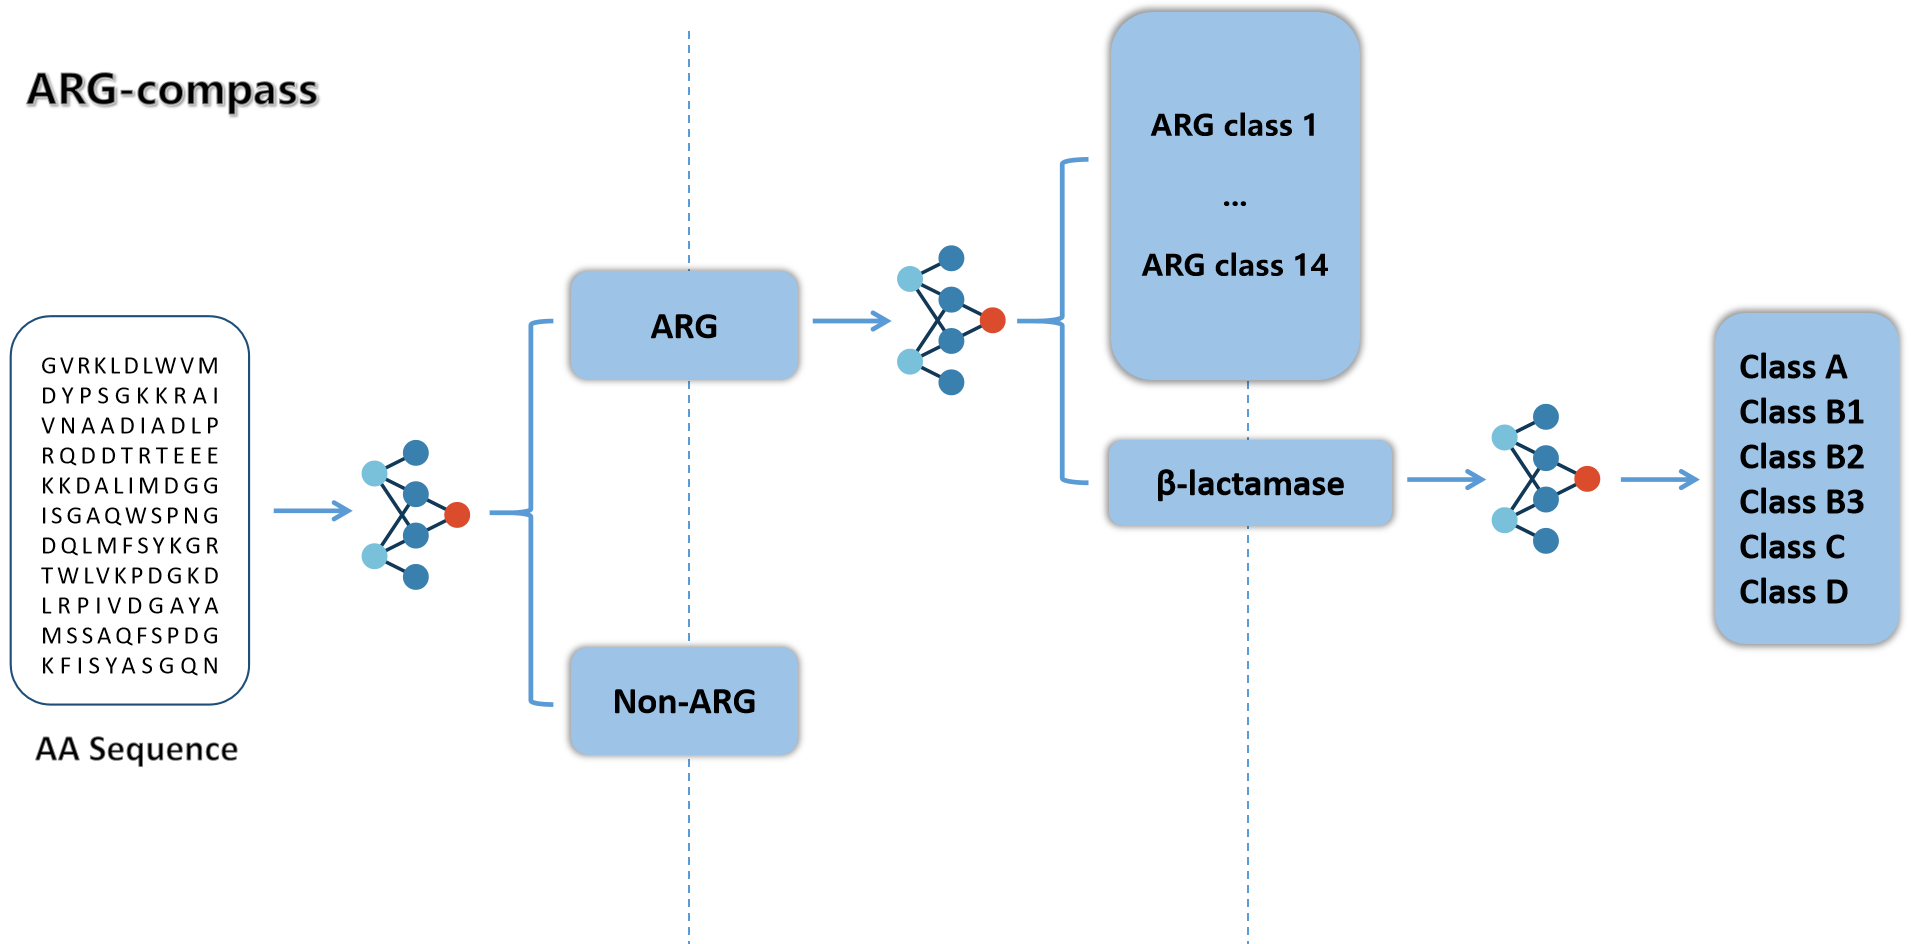 ARG-compass
GVRKLDLWVM
DYPSGKKRAI
VNAADIADLP
RQDDTRTEEE
KKDALIMDGG
ISGAQWSPNG
DQLMFSYKGR
TWLVKPDGKD
LRPIVDGAYA
MSSAQFSPDG
KFISYASGQN
AA Sequence
ARG
Non-ARG
ARG class 1
...
ARG class 14
β-lactamase
Class A
Class B1
Class B2
Class B3
Class C
Class D